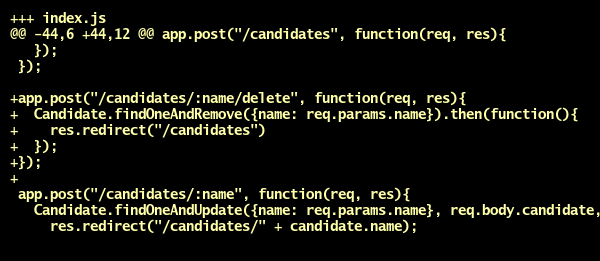 +++ index.js
@@ -44,6 +44,12 @@ app.post("/candidates", function(req, res){
   });
 });

+app.post("/candidates/:name/delete", function(req, res){
+  Candidate.findOneAndRemove({name: req.params.name}).then(function(){
+    res.redirect("/candidates")
+  });
+});
+
 app.post("/candidates/:name", function(req, res){
   Candidate.findOneAndUpdate({name: req.params.name}, req.body.candidate,
     res.redirect("/candidates/" + candidate.name);